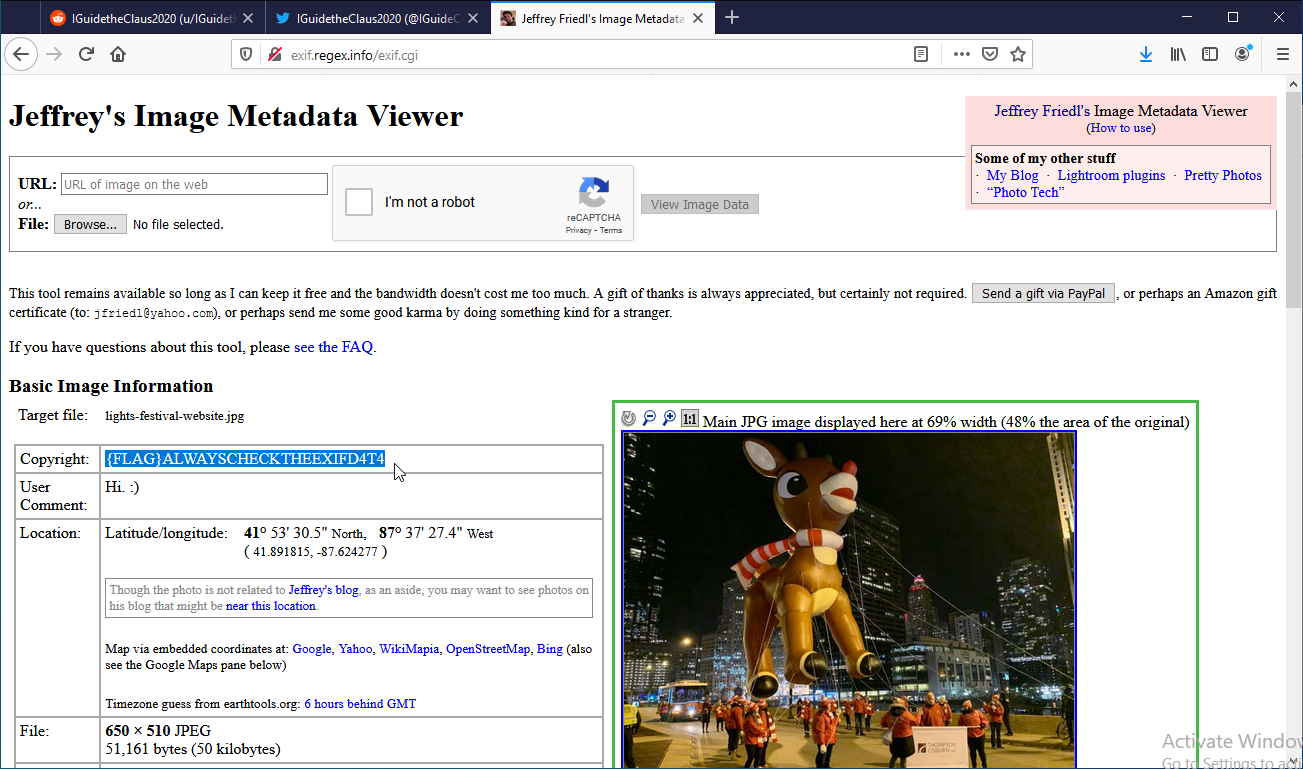 IGuidetheClaus2020 (u/IGuideth
IGuidetheClaus2020 (@IGuideC
Jeffrey Friedl's Image Metadata
exif.regex.info/exif.cgi
Jeffrey's Image Metadata Viewer
Jeffrey Friedl's Image Metadata Viewer
(How to use)
Some of my other stuff
· My Blog · Lightroom plugins · Pretty Photos
· “Photo Tech”
URL: URL of image on the web
or...
File: Browse... No file selected.
I'm not a robot
reCAPTCHA
Privacy - Terms
View Image Data
This tool remains available so long as I can keep it free and the bandwidth doesn't cost me too much. A gift of thanks is always appreciated, but certainly not required. Send a gift via PayPal , or perhaps an Amazon gift
certificate (to: jfriedl@yahoo.com), or perhaps send me some good karma by doing something kind for a stranger.
If you have questions about this tool, please see the FAQ.
Basic Image Information
Target file: lights-festival-website.jpg
Copyright: {FLAG}ALWAYSCHECKTHEEXIFD4T4
User
Comment:
Hi. :)
Location: Latitude/longitude: 41° 53' 30.5" North, 87° 37' 27.4" West
( 41.891815, -87.624277 )
Though the photo is not related to Jeffrey's blog, as an aside, you may want to see photos on
his blog that might be near this location.
Map via embedded coordinates at: Google, Yahoo, WikiMapia, OpenStreetMap, Bing (also
see the Google Maps pane below)
Timezone guess from earthtools.org: 6 hours behind GMT
File: 650 × 510 JPEG
51,161 bytes (50 kilobytes)
1:1 Main JPG image displayed here at 69% width (48% the area of the original)
THOMPSON
COBURN LLP
Activate Window
Go to Settings to acti